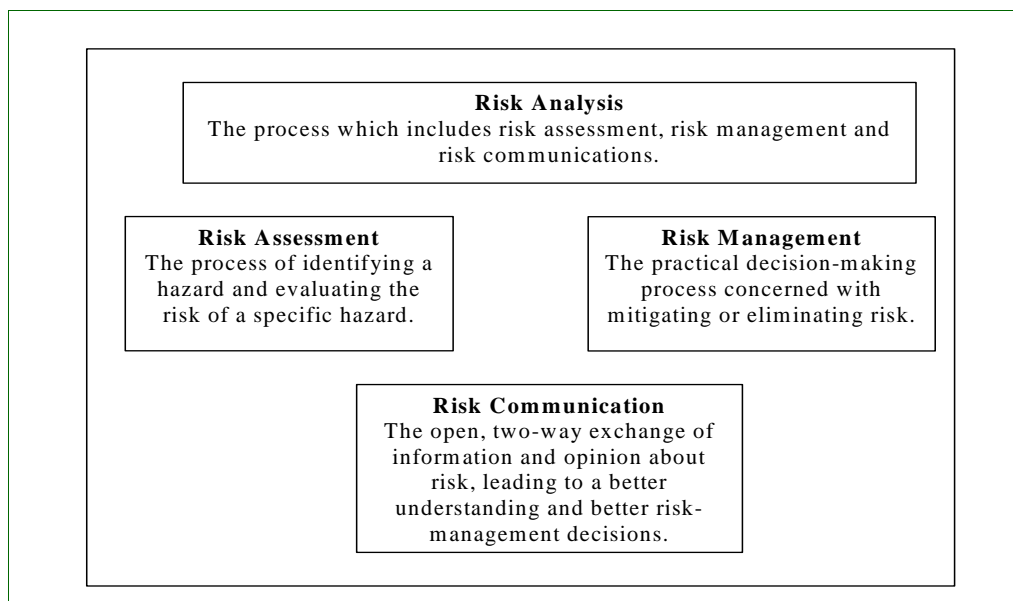 Risk Analysis
The process which includes risk assessment, risk management and
risk communications.
Risk Assessment
The process of identifying a
hazard and evaluating the
risk of a specific hazard.
Risk Management
The practical decision-making
process concerned with
mitigating or eliminating risk.
Risk Communication
The open, two-way exchange of
information and opinion about
risk, leading to a better
understanding and better risk-
management decisions.